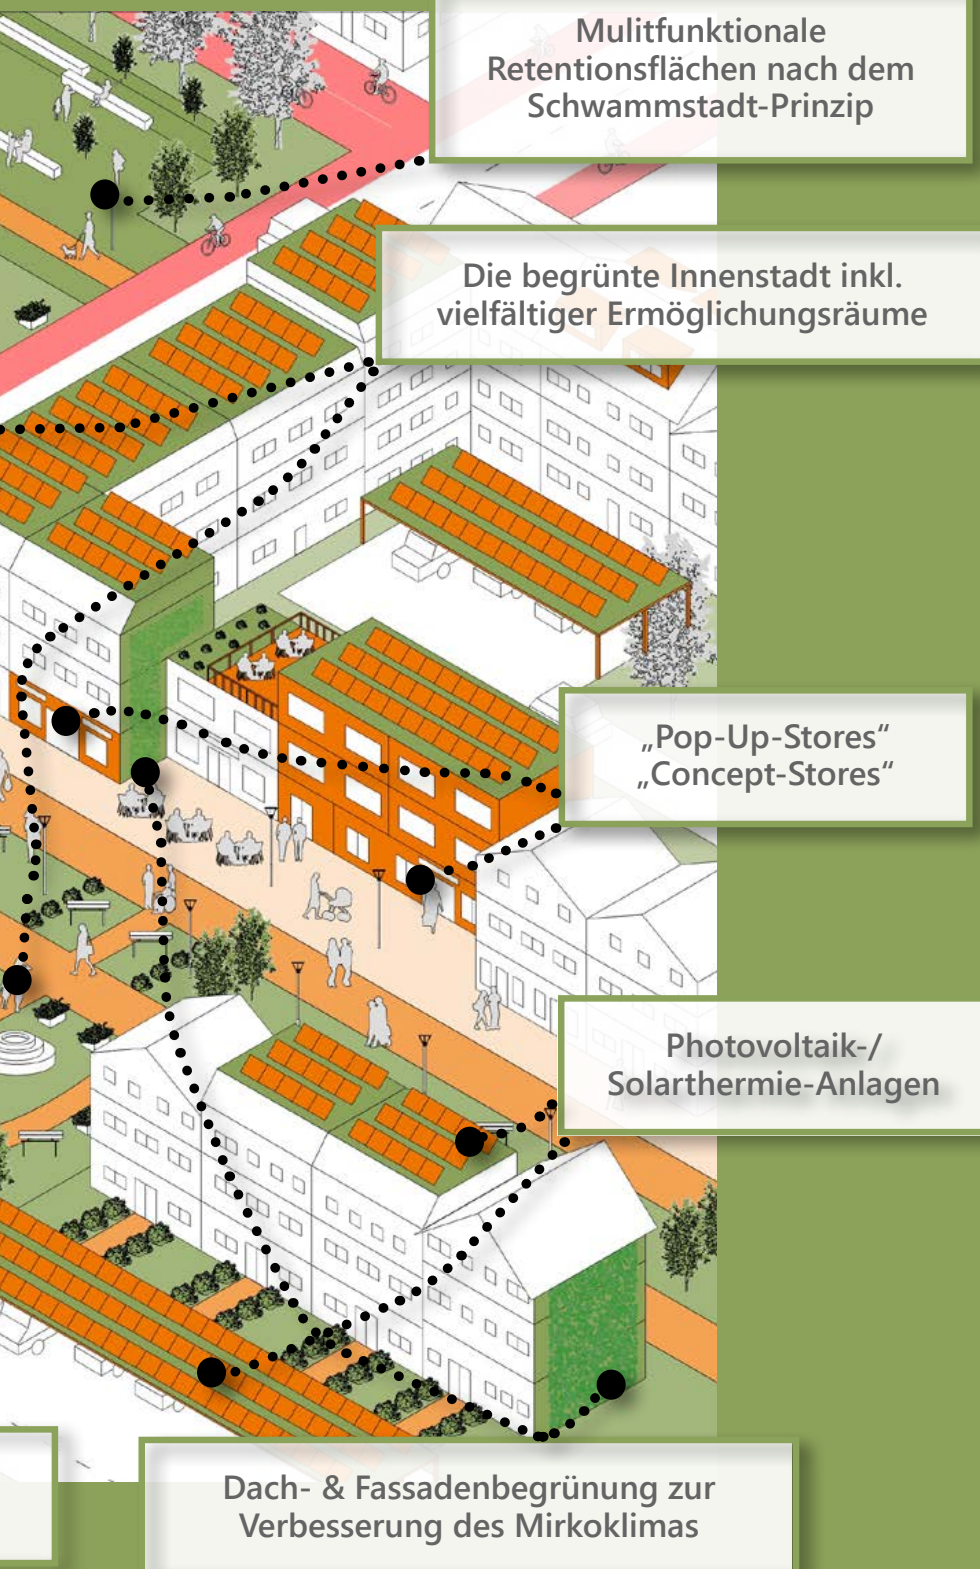 Mulitfunktionale
Retentionsflächen nach dem
Schwammstadt-Prinzip
Die begrünte Innenstadt inkl.
vielfältiger Ermöglichungsräume
„Pop-Up-Stores“
„Concept-Stores“
Photovoltaik-/
Solarthermie-Anlagen
Dach- & Fassadenbegrünung zur
Verbesserung des Mirkoklimas